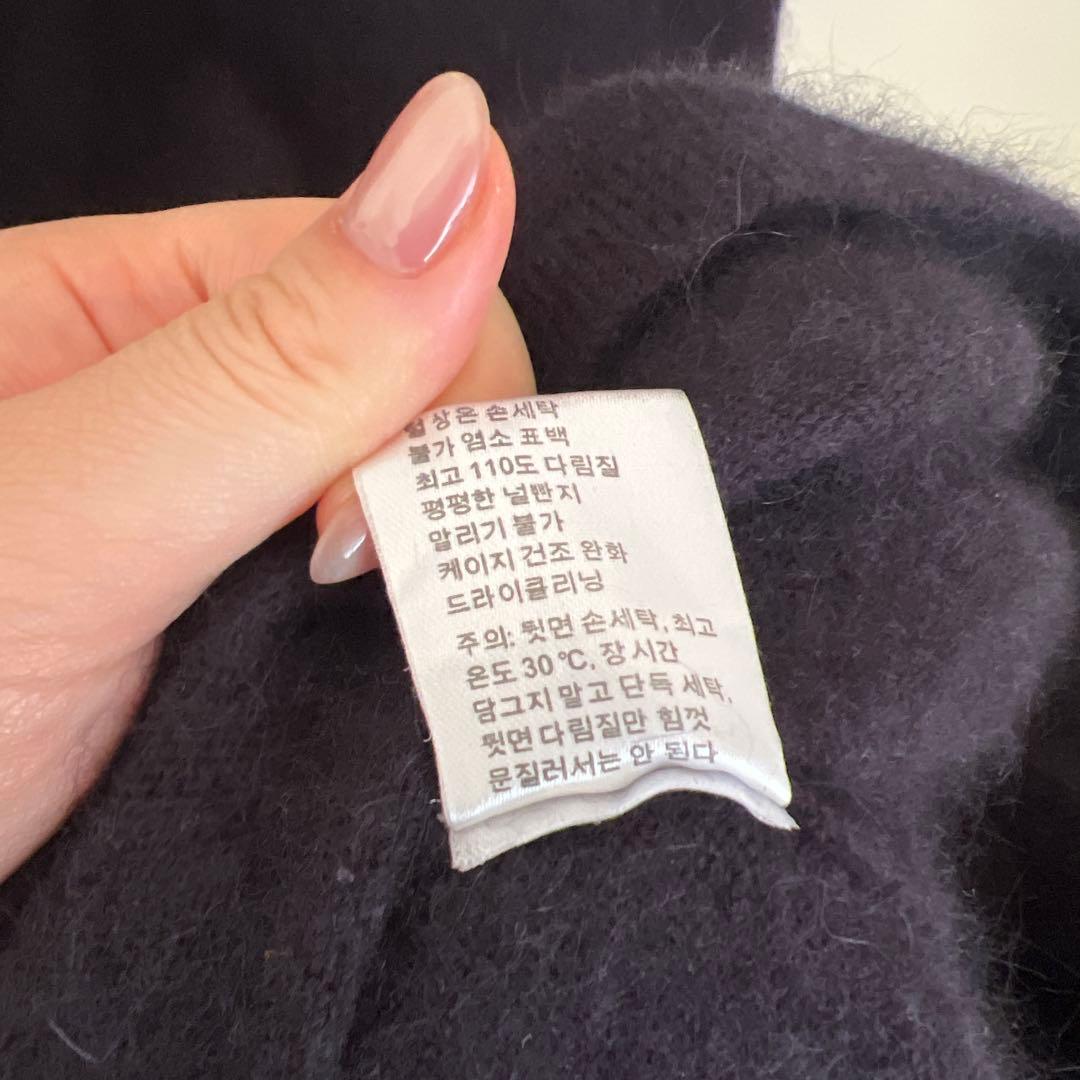 상온 손세탁
불가 염소 표백
최고 110도 다림질
평평한 널빤지
말리기 불가
케이지 건조 완화
드라이클리닝
주의: 뒷면 손세탁, 최고
온도 30℃, 장 시간
담그지 말고 단독 세탁,
뒷면 다림질만 힘껏
문질러서는 안 된다